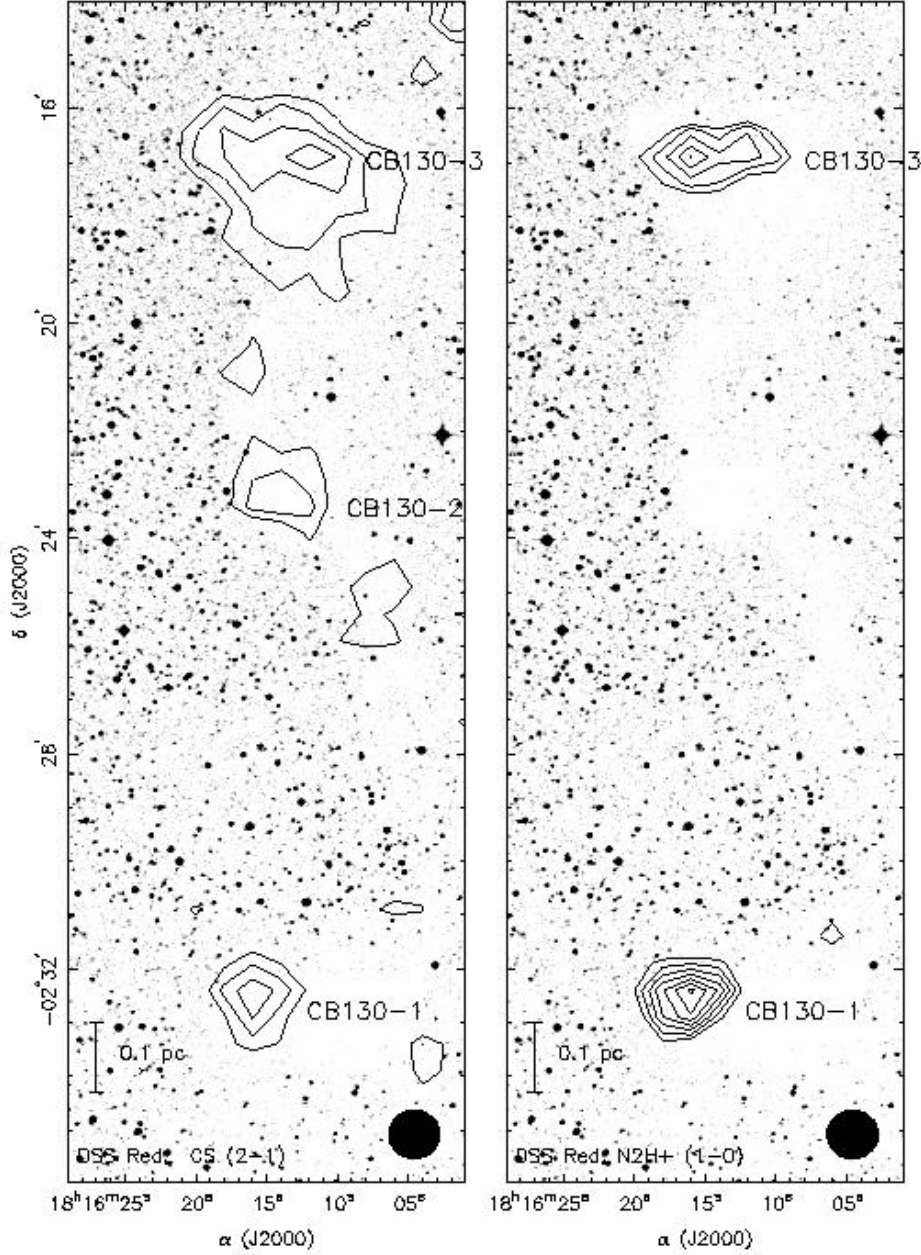 16'
CB130-3
CB130-3
20'
CB130-2
24'
δ (J2000)
28'
-02°32'
CB130-1
CB130-1
0.1 pc
0.1 pc
DSS Red: CS (2-1)
DSS Red: N2H+ (1-0)
18ʰ16ᵐ25ˢ 20ˢ 15ˢ 10ˢ 05ˢ
18ʰ16ᵐ25ˢ 20ˢ 15ˢ 10ˢ 05ˢ
α (J2000)
α (J2000)